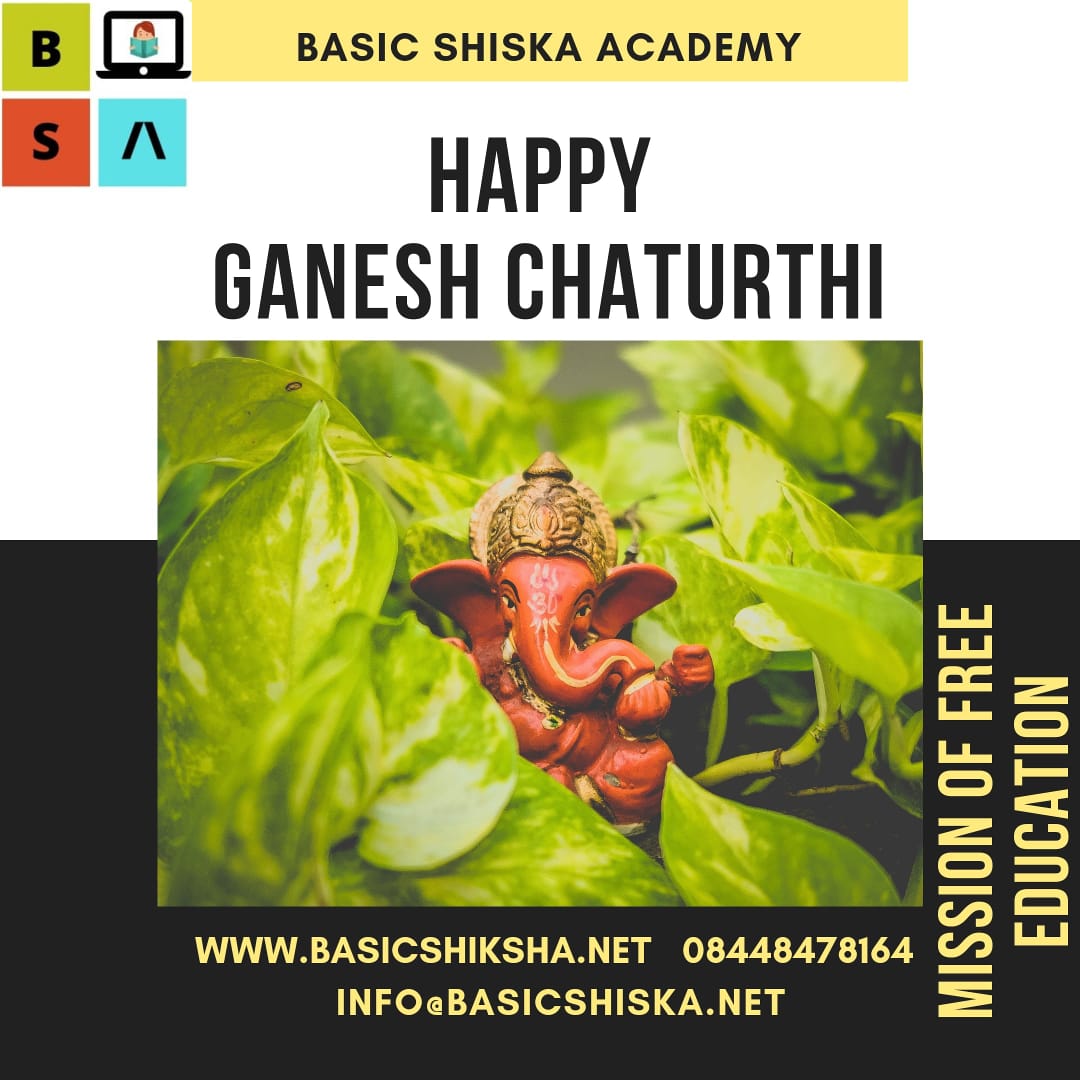 B
S
/\
BASIC SHISKA ACADEMY
HAPPY
GANESH CHATURTHI
MISSION OF FREE
EDUCATION
WWW.BASICSHIKSHA.NET 08448478164
INFO@BASICSHISKA.NET